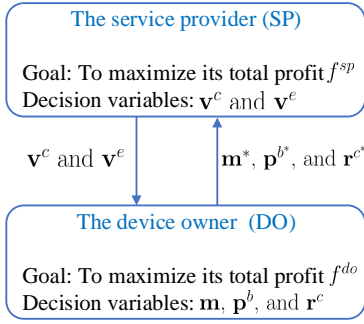 The service provider (SP)
Goal: To maximize its total profit f^{sp}
Decision variables: v^c and v^e
v^c and v^e
m^*, p^{b*}, and r^{c*}
The device owner (DO)
Goal: To maximize its total profit f^{do}
Decision variables: m, p^b, and r^c